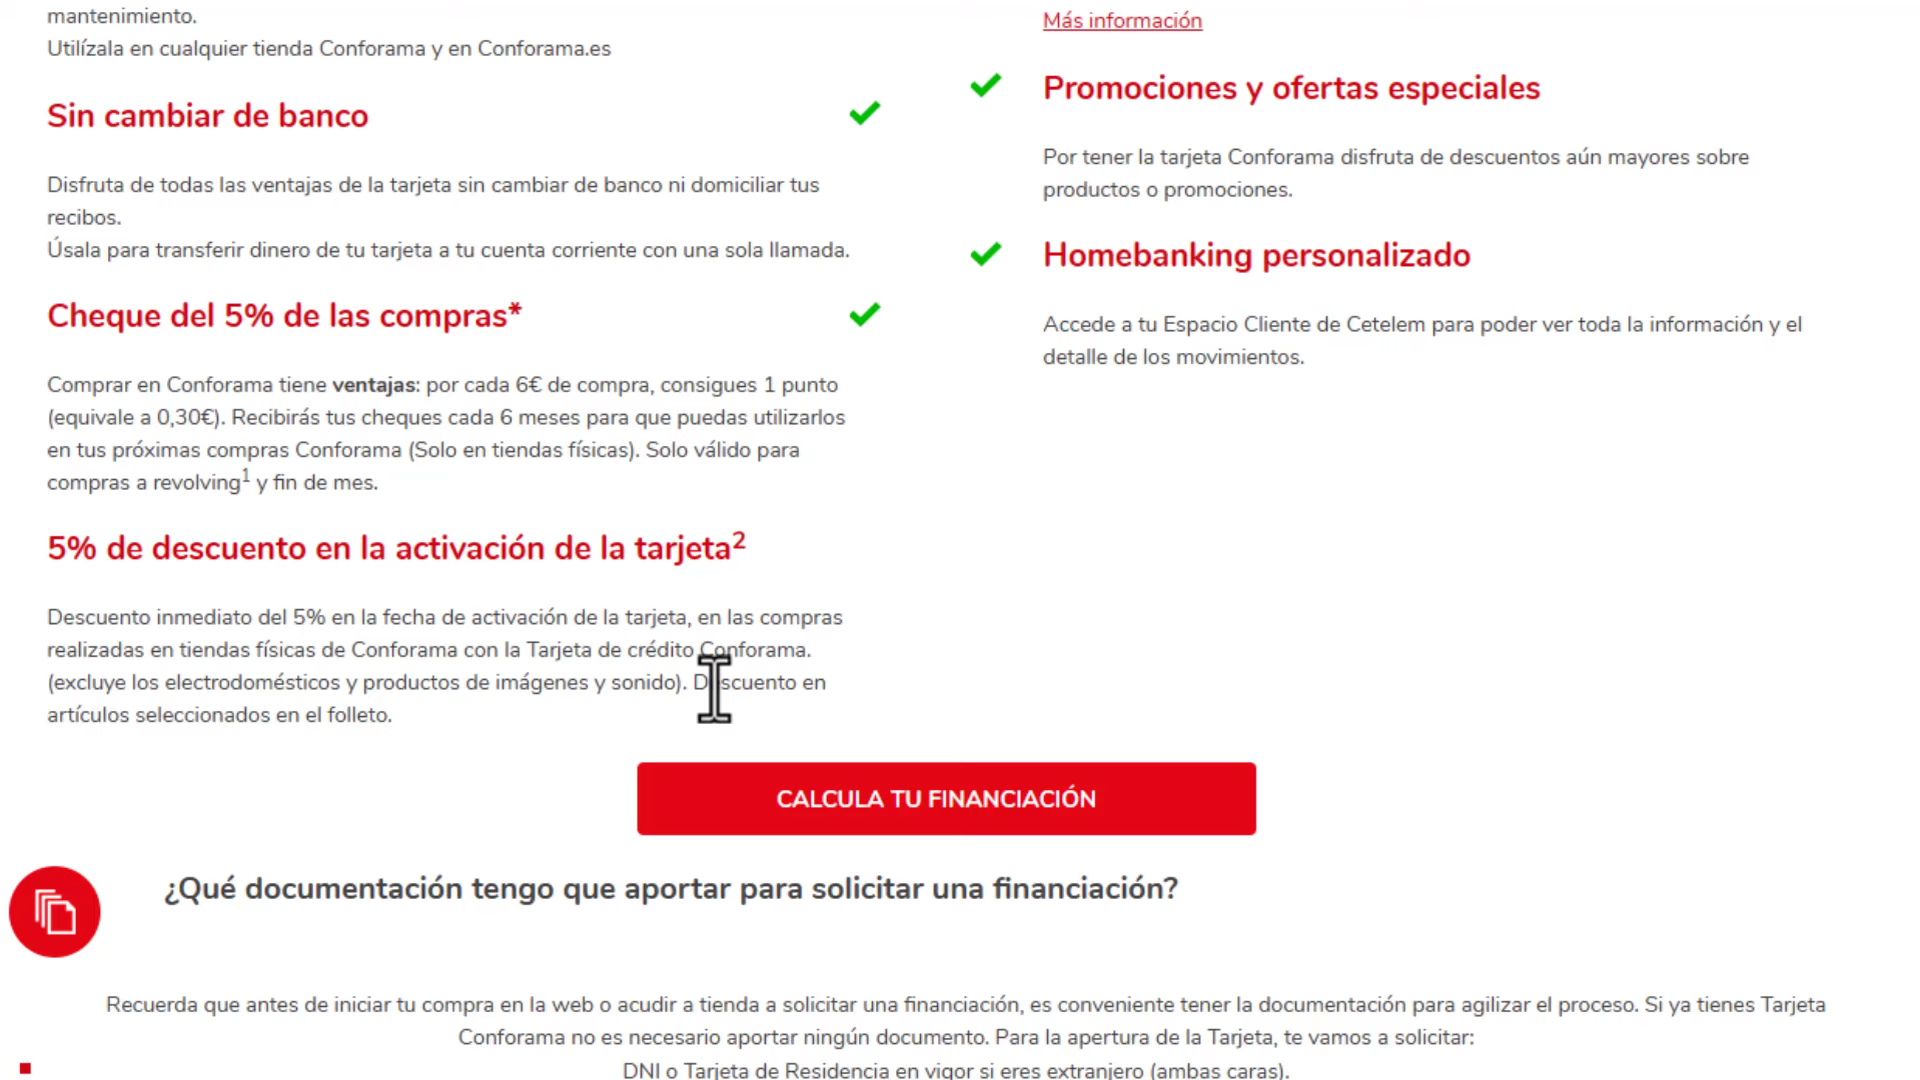 mantenimiento.
Utilízala en cualquier tienda Conforama y en Conforama.es
Sin cambiar de banco
Disfruta de todas las ventajas de la tarjeta sin cambiar de banco ni domiciliar tus
recibos.
Úsala para transferir dinero de tu tarjeta a tu cuenta corriente con una sola llamada.
Cheque del 5% de las compras*
Comprar en Conforama tiene ventajas: por cada 6€ de compra, consigues 1 punto
(equivale a 0,30€). Recibirás tus cheques cada 6 meses para que puedas utilizarlos
en tus próximas compras Conforama (Solo en tiendas físicas). Solo válido para
compras a revolving1 y fin de mes.
5% de descuento en la activación de la tarjeta2
Descuento inmediato del 5% en la fecha de activación de la tarjeta, en las compras
realizadas en tiendas físicas de Conforama con la Tarjeta de crédito Conforama.
(excluye los electrodomésticos y productos de imágenes y sonido). Descuento en
artículos seleccionados en el folleto.
Más información
Promociones y ofertas especiales
Por tener la tarjeta Conforama disfruta de descuentos aún mayores sobre
productos o promociones.
Homebanking personalizado
Accede a tu Espacio Cliente de Cetelem para poder ver toda la información y el
detalle de los movimientos.
CALCULA TU FINANCIACIÓN
¿Qué documentación tengo que aportar para solicitar una financiación?
Recuerda que antes de iniciar tu compra en la web o acudir a tienda a solicitar una financiación, es conveniente tener la documentación para agilizar el proceso. Si ya tienes Tarjeta
Conforama no es necesario aportar ningún documento. Para la apertura de la Tarjeta, te vamos a solicitar:
DNI o Tarjeta de Residencia en vigor si eres extranjero (ambas caras).